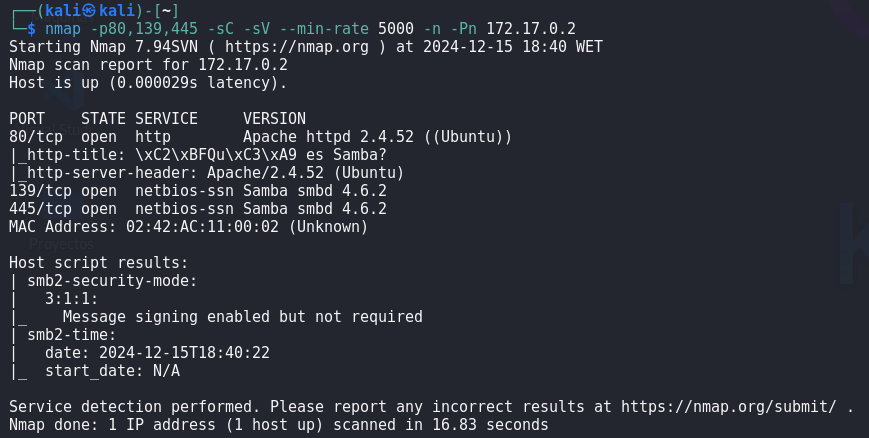 ┌──(kali㉿kali)-[~]
└─$ nmap -p80,139,445 -sC -sV --min-rate 5000 -n -Pn 172.17.0.2
Starting Nmap 7.94SVN ( https://nmap.org ) at 2024-12-15 18:40 WET
Nmap scan report for 172.17.0.2
Host is up (0.000029s latency).

PORT    STATE SERVICE     VERSION
80/tcp  open  http        Apache httpd 2.4.52 ((Ubuntu))
|_http-title: \xC2\xBFQu\xC3\xA9 es Samba?
|_http-server-header: Apache/2.4.52 (Ubuntu)
139/tcp open  netbios-ssn Samba smbd 4.6.2
445/tcp open  netbios-ssn Samba smbd 4.6.2
MAC Address: 02:42:AC:11:00:02 (Unknown)
Proyectos

Host script results:
| smb2-security-mode:
|   3:1:1:
|_    Message signing enabled but not required
| smb2-time:
|   date: 2024-12-15T18:40:22
|_  start_date: N/A

Service detection performed. Please report any incorrect results at https://nmap.org/submit/ .
Nmap done: 1 IP address (1 host up) scanned in 16.83 seconds